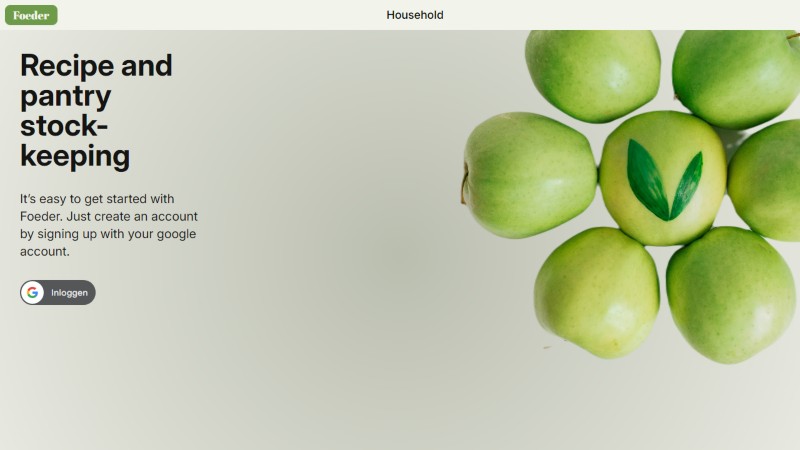 Foeder
Household
Recipe and
pantry
stock-
keeping
It's easy to get started with
Foeder. Just create an account
by signing up with your google
account.
Inloggen